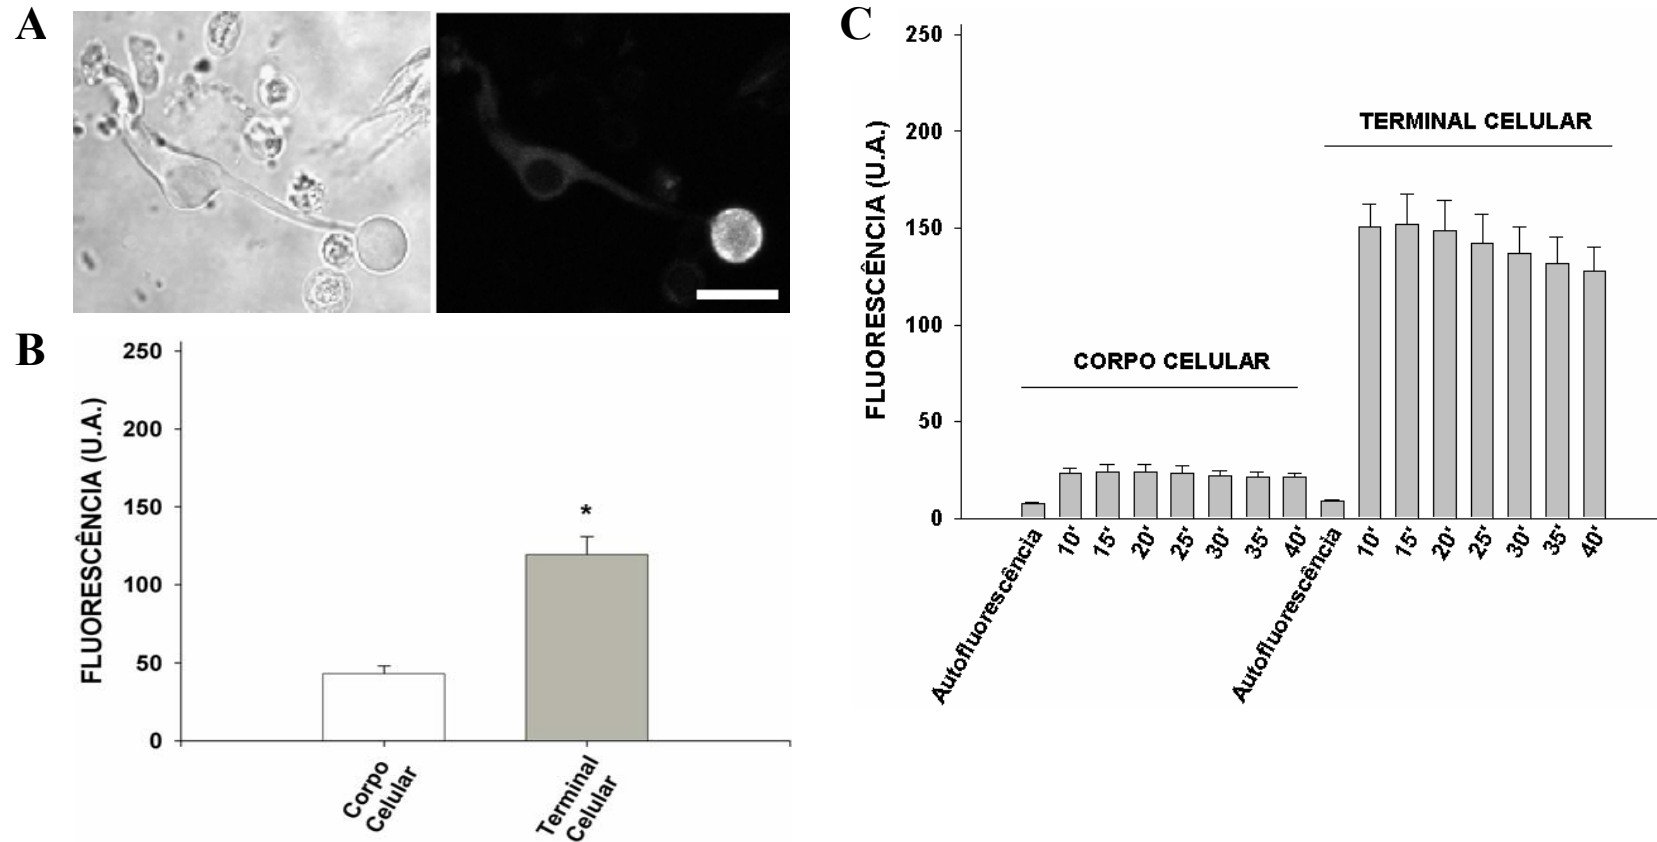 A
B
FLUORESCÊNCIA (U.A.)
250
200
150
100
50
0
*
Corpo
Celular
Terminal
Celular
C
FLUORESCÊNCIA (U.A.)
250
200
150
100
50
0
CORPO CELULAR
TERMINAL CELULAR
Autofluorescência
10'
15'
20'
25'
30'
35'
40'
Autofluorescência
10'
15'
20'
25'
30'
35'
40'